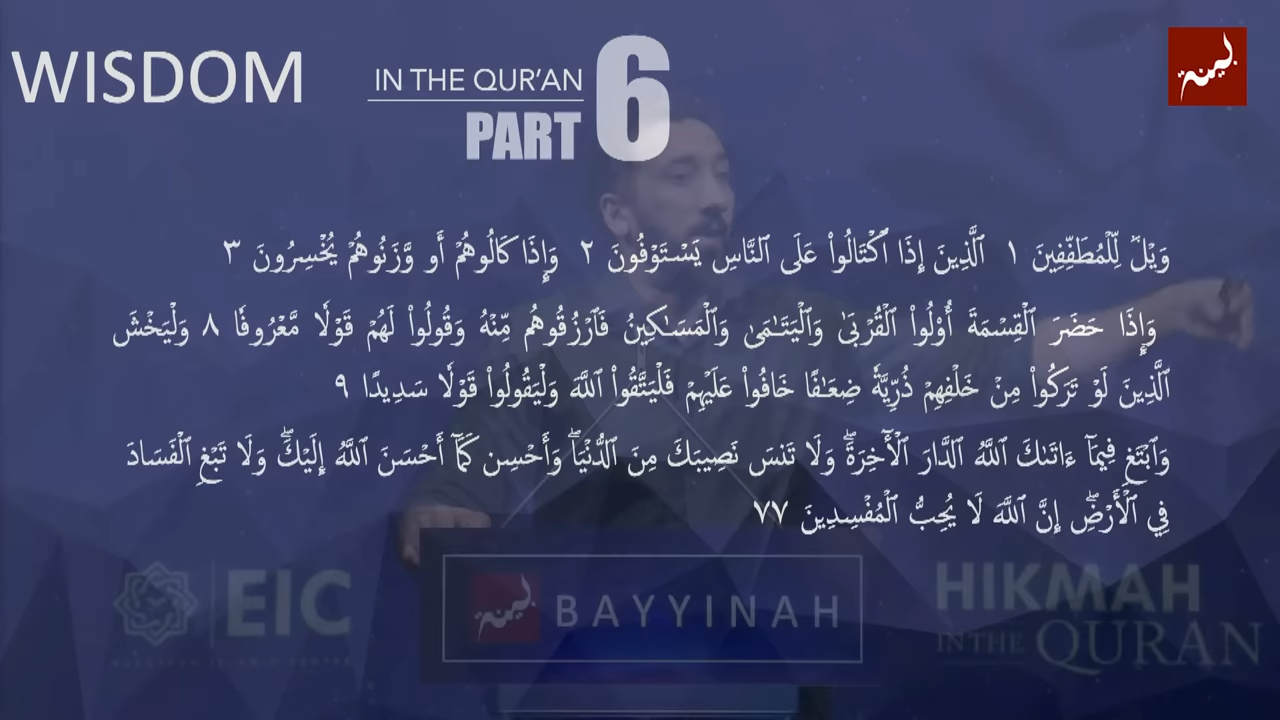 WISDOM
IN THE QUR'AN
PART 6
بينة
وَيْلٌ لِّلْمُطَفِّفِينَ ١ ٱلَّذِينَ إِذَا ٱكْتَالُوا۟ عَلَى ٱلنَّاسِ يَسْتَوْفُونَ ٢ وَإِذَا كَالُوهُمْ أَو وَّزَنُوهُمْ يُخْسِرُونَ ٣
وَإِذَا حَضَرَ ٱلْقِسْمَةَ أُو۟لُوا۟ ٱلْقُرْبَىٰ وَٱلْيَتَـٰمَىٰ وَٱلْمَسَـٰكِينُ فَٱرْزُقُوهُم مِّنْهُ وَقُولُوا۟ لَهُمْ قَوْلًا مَّعْرُوفًا ٨ وَلْيَخْشَ
ٱلَّذِينَ لَوْ تَرَكُوا۟ مِنْ خَلْفِهِمْ ذُرِّيَّةً ضِعَـٰفًا خَافُوا۟ عَلَيْهِمْ فَلْيَتَّقُوا۟ ٱللَّهَ وَلْيَقُولُوا۟ قَوْلًا سَدِيدًا ٩
وَٱبْتَغِ فِيمَآ ءَاتَىٰكَ ٱللَّهُ ٱلدَّارَ ٱلْـَٔاخِرَةَ ۖ وَلَا تَنسَ نَصِيبَكَ مِنَ ٱلدُّنْيَا ۖ وَأَحْسِن كَمَآ أَحْسَنَ ٱللَّهُ إِلَيْكَ ۖ وَلَا تَبْغِ ٱلْفَسَادَ
فِي ٱلْأَرْضِ ۖ إِنَّ ٱللَّهَ لَا يُحِبُّ ٱلْمُفْسِدِينَ ٧٧
EIC
بينة BAYYINAH
HIKMAH
IN THE QURAN